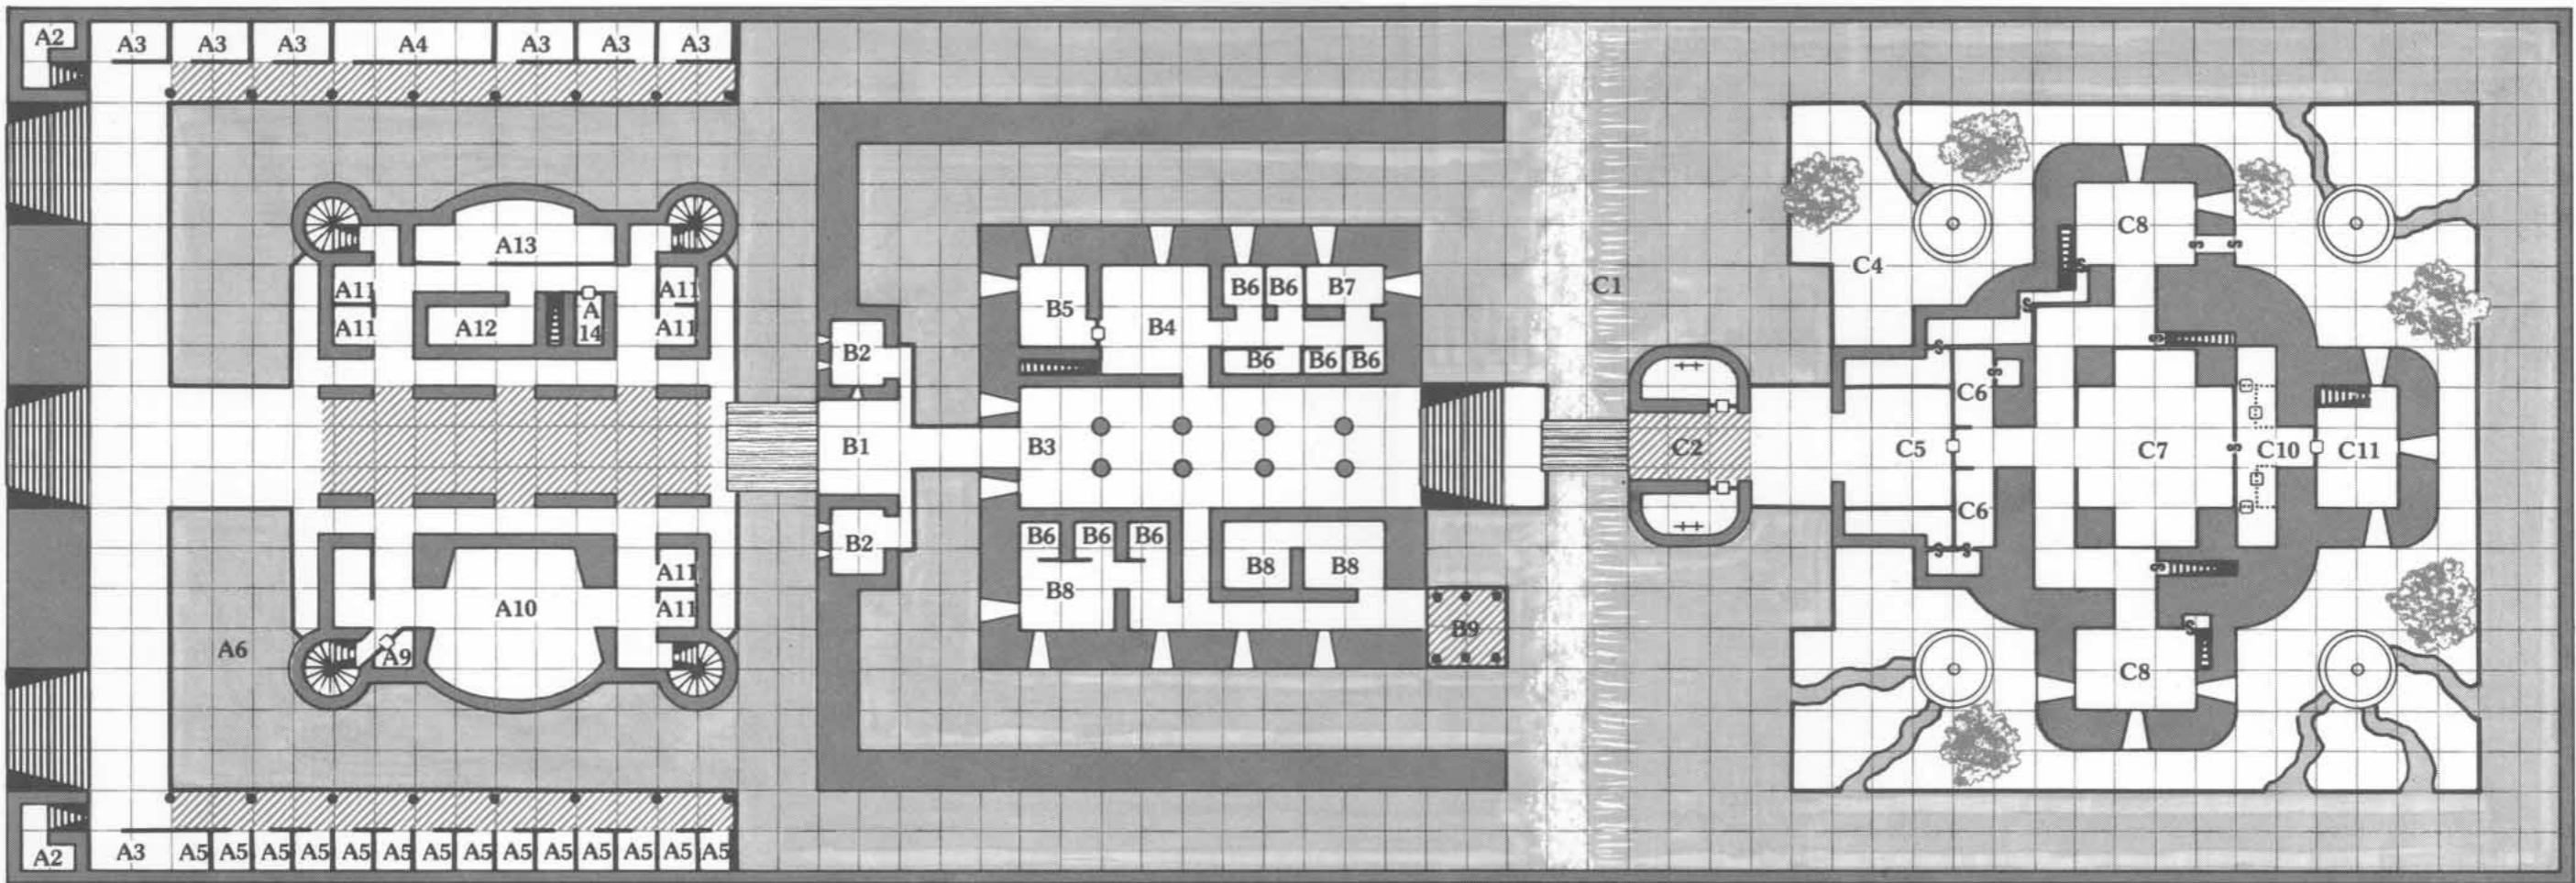 A2 A3 A3 A3 A4 A3 A3 A3
A13
A11 A11
A
14
A11 A12 A11
A10
A11
A11
A9
A6
A2 A3 A5 A5 A5 A5 A5 A5 A5 A5 A5 A5 A5 A5 A5 A5
B2
B1
B2
B5 B4 B6 B6 B7
B6 B6 B6
B3
B6 B6 B6
B8 B8 B8
B9
C1
C2
C4
C8
S S
S
S
S S
S
C6
C5 C7 S C10 C11
C6
S S S
S
C8